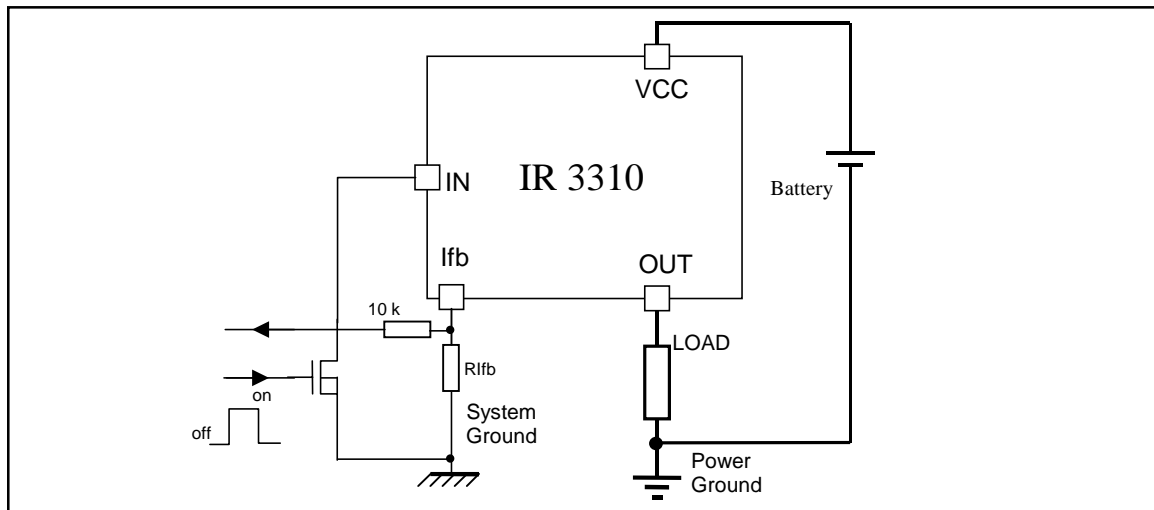 VCC
IN
IR 3310
Battery
Ifb
OUT
10 k
LOAD
RIfb
on
off
System
Ground
Power
Ground